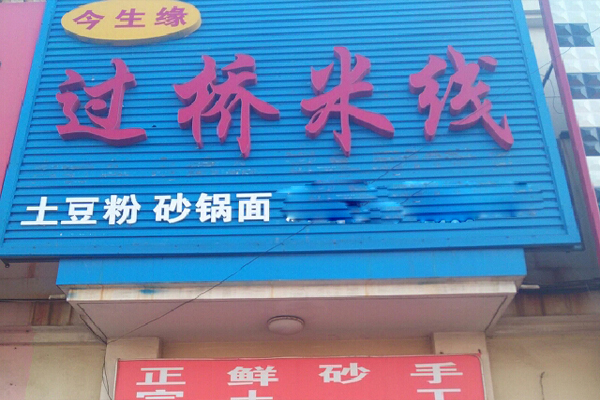 今生缘
过桥米线
土豆粉 砂锅面
正 鲜 砂 手